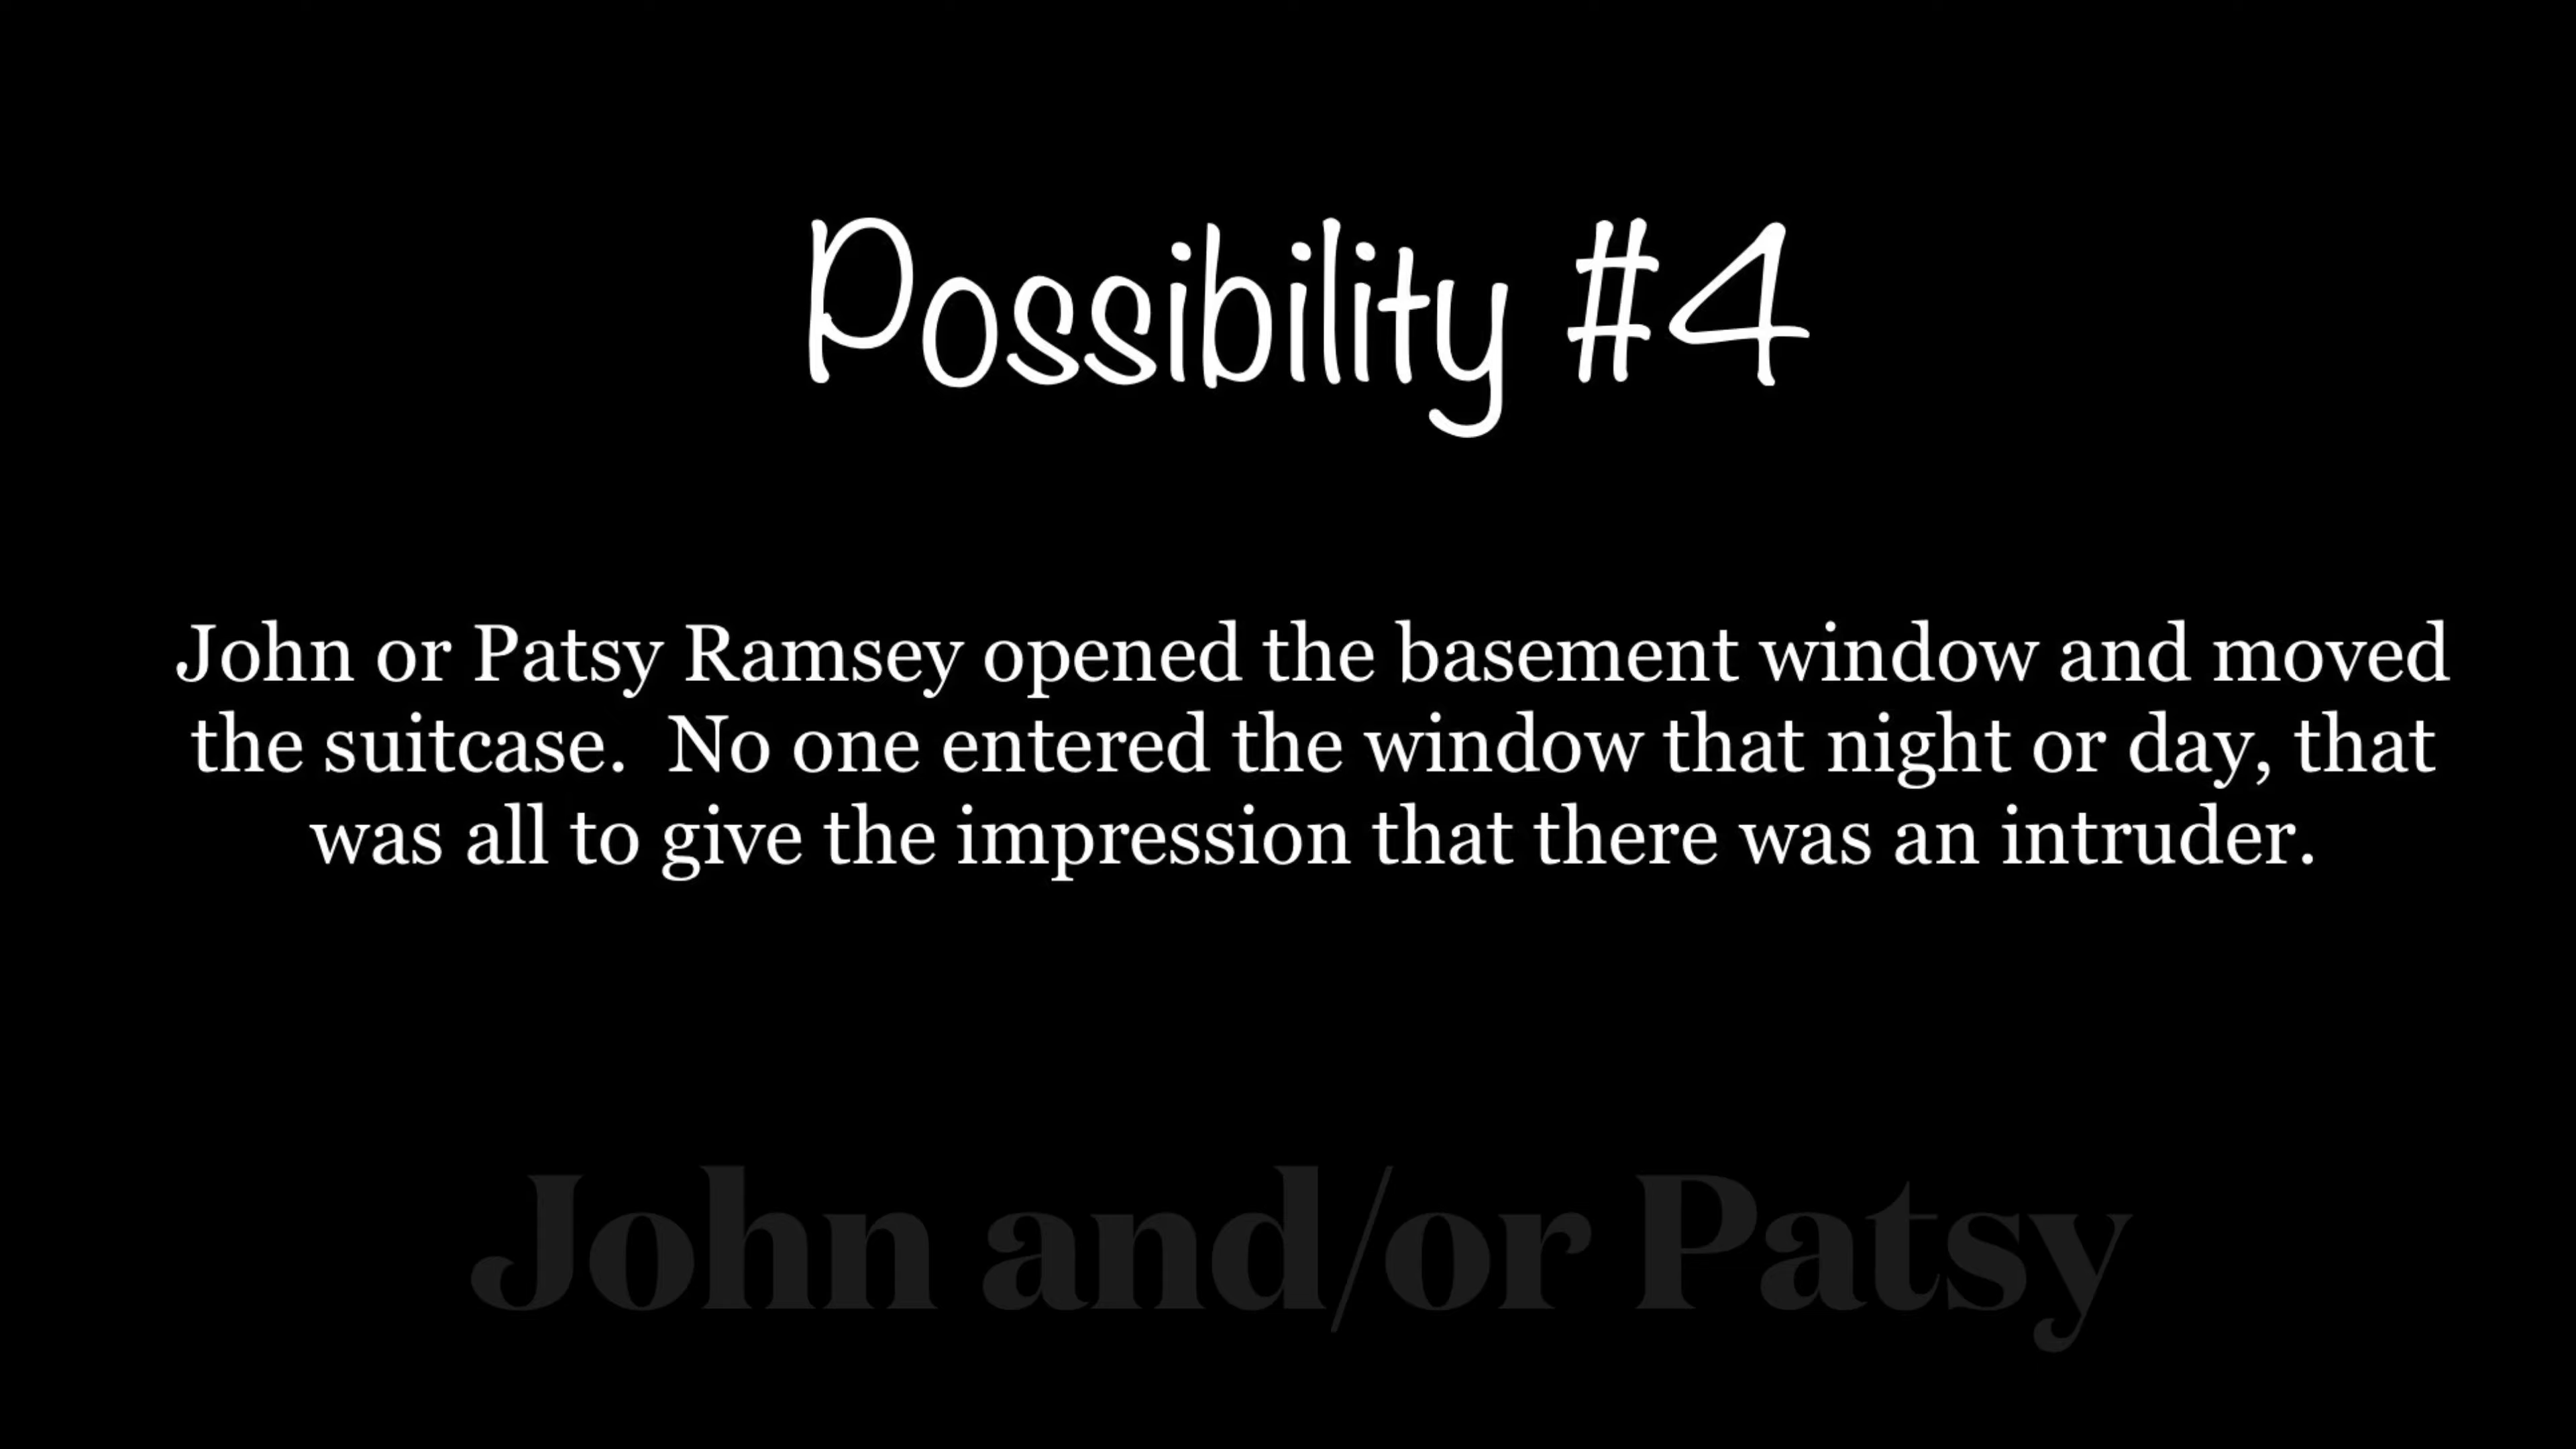 Possibility #4
John or Patsy Ramsey opened the basement window and moved
the suitcase.  No one entered the window that night or day, that
was all to give the impression that there was an intruder.
John and/or Patsy